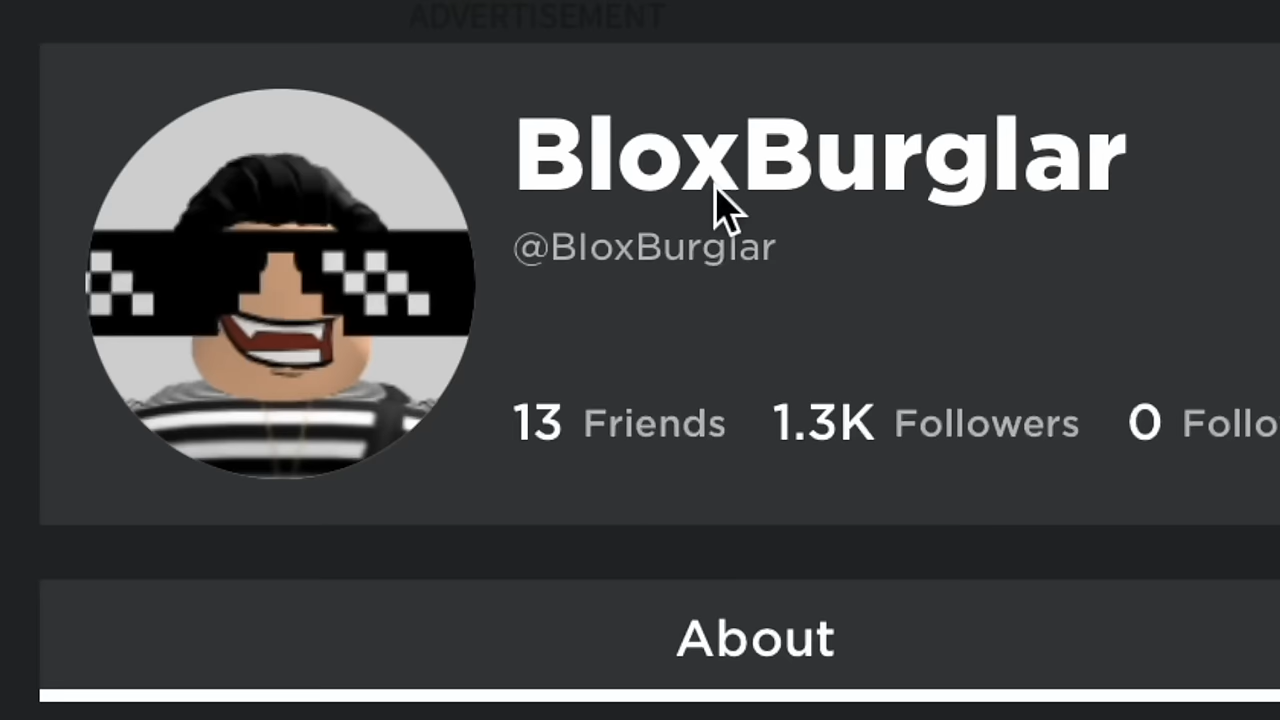 ADVERTISEMENT
BloxBurglar
@BloxBurglar
13 Friends 1.3K Followers 0 Follo
About